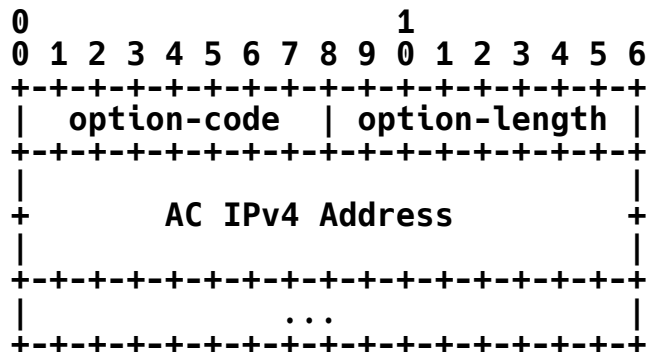 0                   1
0 1 2 3 4 5 6 7 8 9 0 1 2 3 4 5 6
+-+-+-+-+-+-+-+-+-+-+-+-+-+-+-+-+
|  option-code  | option-length |
+-+-+-+-+-+-+-+-+-+-+-+-+-+-+-+-+
|                               |
+       AC IPv4 Address         +
|                               |
+-+-+-+-+-+-+-+-+-+-+-+-+-+-+-+-+
|             ...               |
+-+-+-+-+-+-+-+-+-+-+-+-+-+-+-+-+